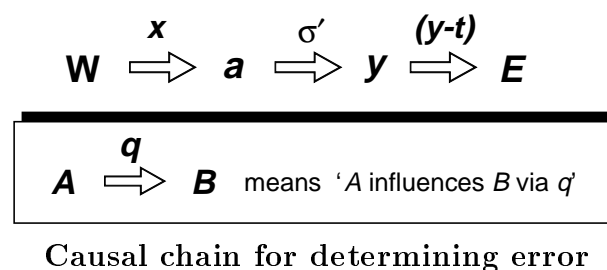 x σ′ (y-t)
W ⇒ a ⇒ y ⇒ E
q
A ⇒ B means ‘A influences B via q’
Causal chain for determining error